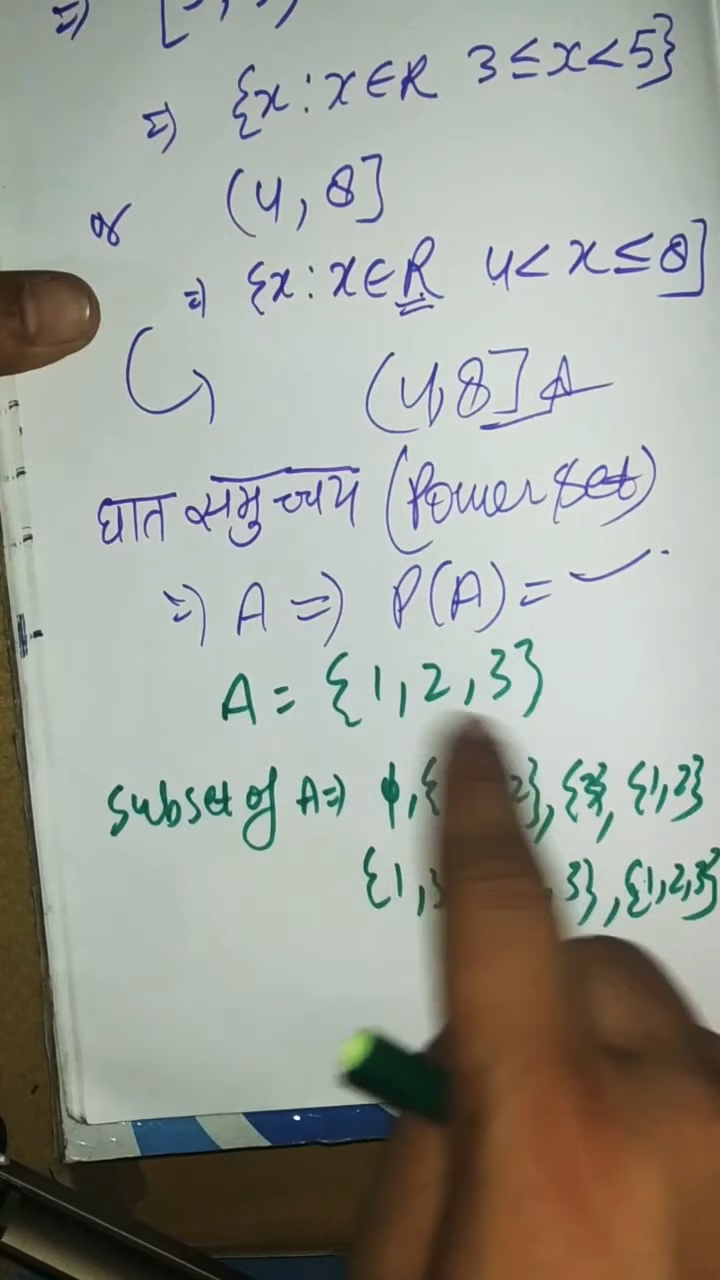 ⇒ [
⇒ {x : x ∈ R 3 ≤ x < 5}
or (4, 8]
⇒ {x : x ∈ R 4 < x ≤ 8]
(4, 8]
घात समुच्चय (Power Set)
⇒ A ⇒ P(A) =
A = {1, 2, 3}
Subset of A ⇒ φ, { 2}, { {1, 2}
{1, 3}, {1, 2, 3}